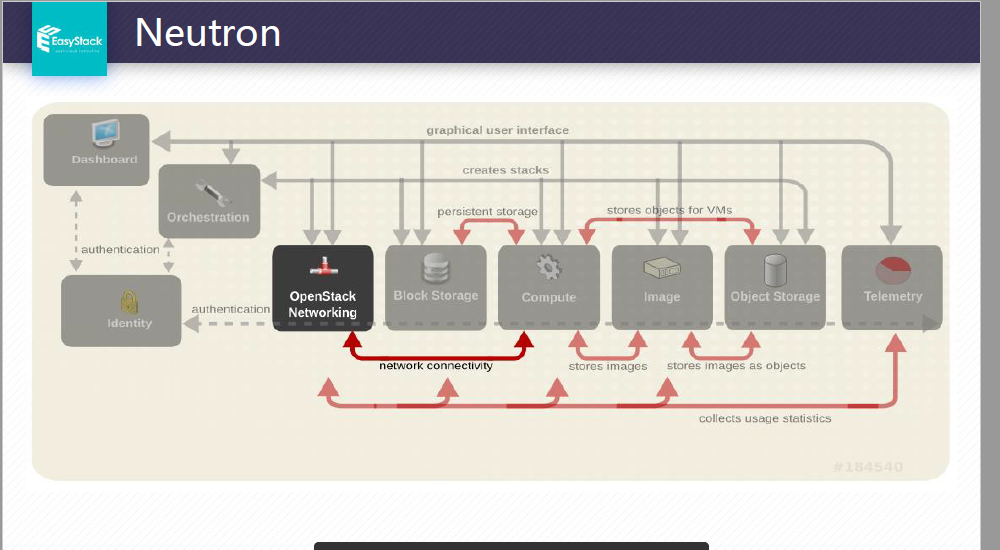 EasyStack
Neutron
graphical user interface
Dashboard
creates stacks
Orchestration
persistent storage
stores objects for VMs
authentication
Identity
authentication
OpenStack
Networking
Block Storage
Compute
Image
Object Storage
Telemetry
network connectivity
stores images
stores images as objects
collects usage statistics
#184540